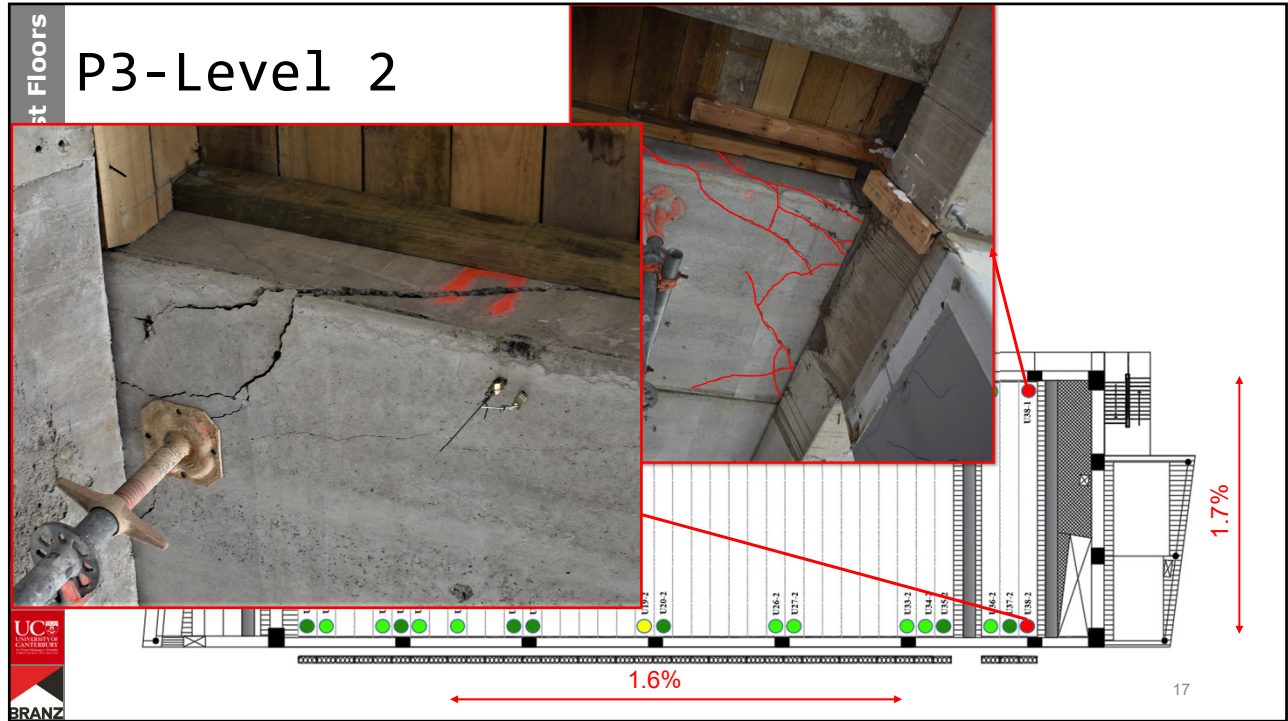 st Floors
P3-Level 2
U38-1
1.7%
U19-2
U20-2
U26-2
U27-2
U33-2
U34-2
U35-2
U36-2
U37-2
U38-2
UC
UNIVERSITY OF
CANTERBURY
1.6%
17
BRANZ